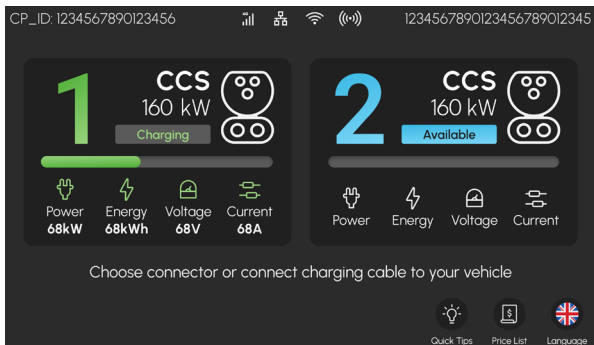 CP_ID: 1234567890123456
4G
1234567890123456789012345
1
CCS
160 kW
Charging
Power
68kW
Energy
68kWh
Voltage
68V
Current
68A
2
CCS
160 kW
Available
Power
Energy
Voltage
Current
Choose connector or connect charging cable to your vehicle
Quick Tips
$
Price List
Language